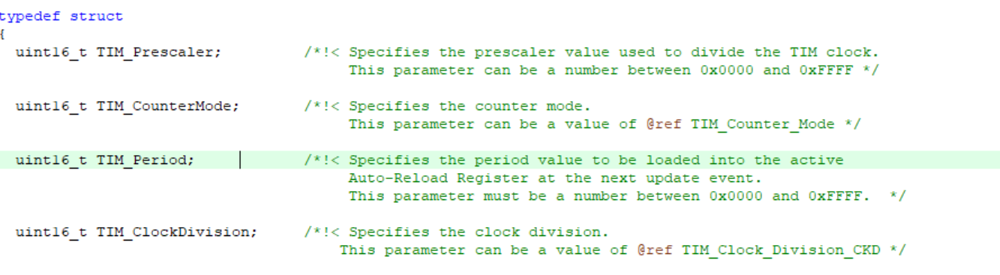 typedef struct
{
uint16_t TIM_Prescaler; /*!< Specifies the prescaler value used to divide the TIM clock.
This parameter can be a number between 0x0000 and 0xFFFF */
uint16_t TIM_CounterMode; /*!< Specifies the counter mode.
This parameter can be a value of @ref TIM_Counter_Mode */
uint16_t TIM_Period; /*!< Specifies the period value to be loaded into the active
Auto-Reload Register at the next update event.
This parameter must be a number between 0x0000 and 0xFFFF. */
uint16_t TIM_ClockDivision; /*!< Specifies the clock division.
This parameter can be a value of @ref TIM_Clock_Division_CKD */